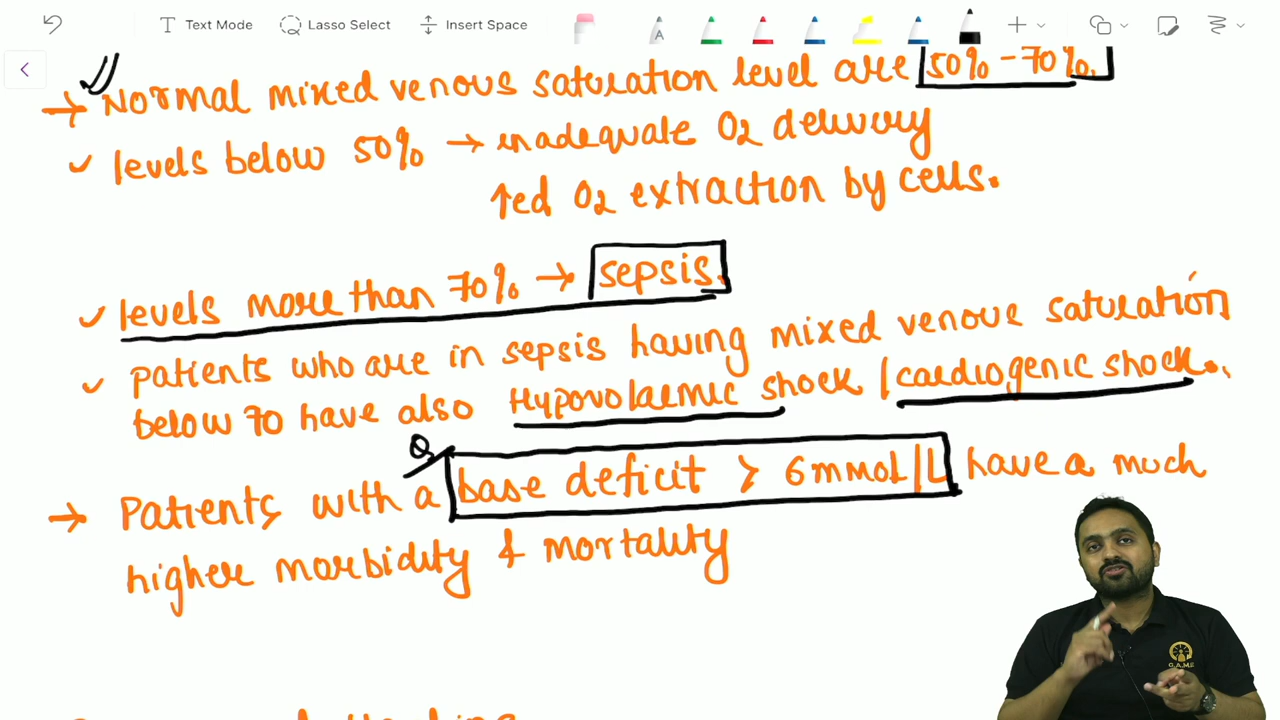 Text Mode Lasso Select Insert Space
→ Normal mixed venous saturation level are 50% - 70%.
✓ levels below 50% → inadequate O2 delivery
↑ed O2 extraction by cells.
✓ levels more than 70% → sepsis.
✓ patients who are in sepsis having mixed venous saturation
below 70 have also Hypovolaemic shock / cardiogenic shock.
Q
→ Patients with a base deficit > 6mmol/L have a much
higher morbidity & mortality
G.A.M.E